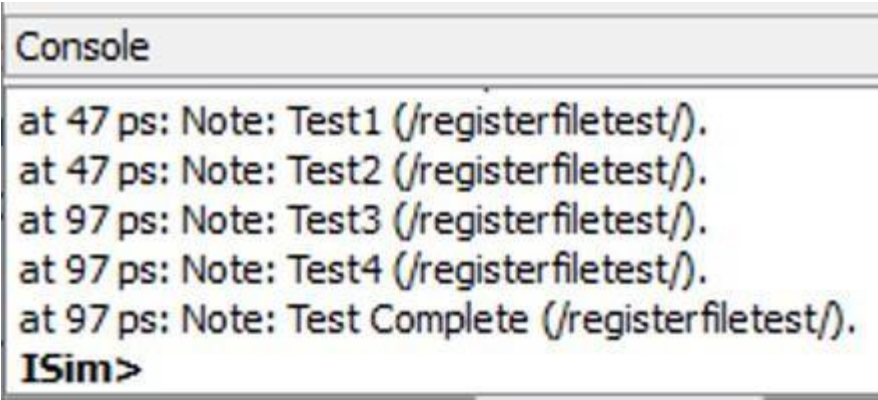 Console
at 47 ps: Note: Test1 (/registerfiletest/).
at 47 ps: Note: Test2 (/registerfiletest/).
at 97 ps: Note: Test3 (/registerfiletest/).
at 97 ps: Note: Test4 (/registerfiletest/).
at 97 ps: Note: Test Complete (/registerfiletest/).
ISim>